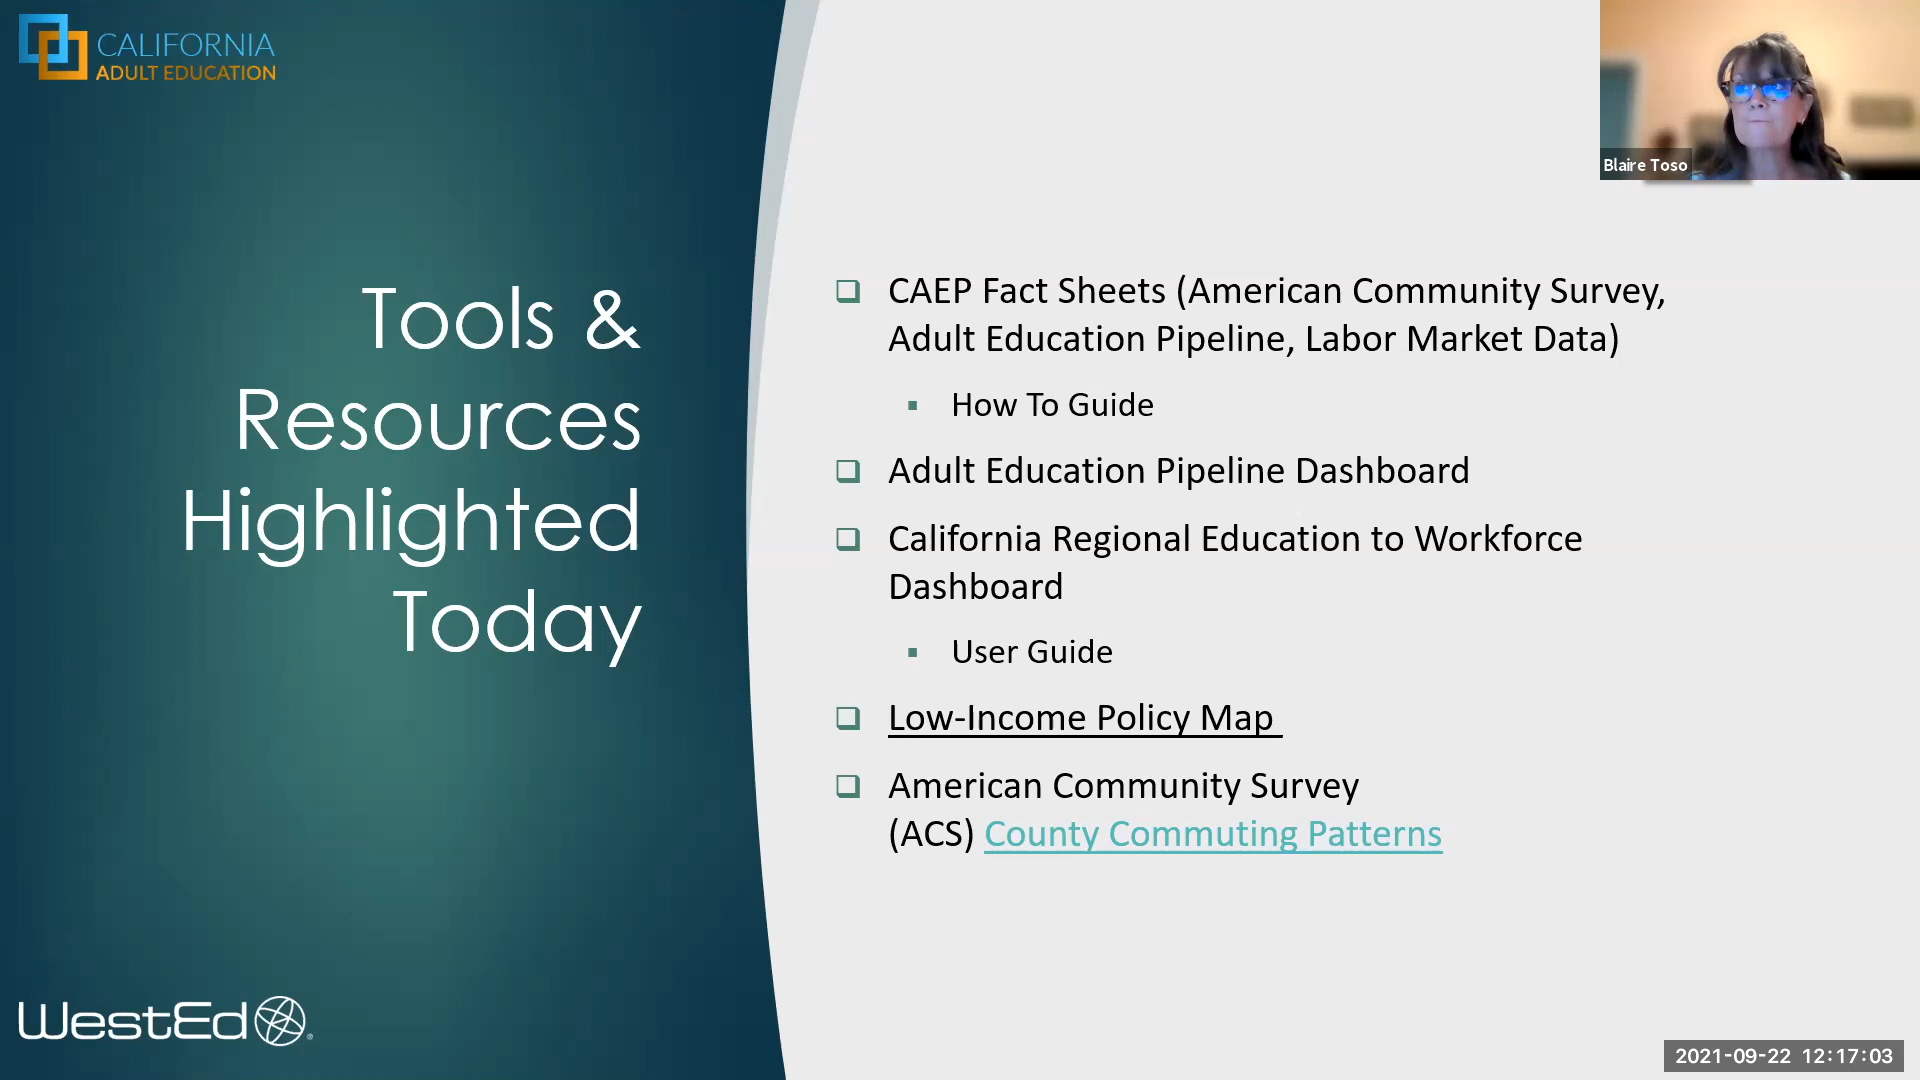 CALIFORNIA
ADULT EDUCATION
Tools &
Resources
Highlighted
Today
WestEd
CAEP Fact Sheets (American Community Survey,
Adult Education Pipeline, Labor Market Data)
How To Guide
Adult Education Pipeline Dashboard
California Regional Education to Workforce
Dashboard
User Guide
Low-Income Policy Map
American Community Survey
(ACS) County Commuting Patterns
Blaire Toso
2021-09-22 12:17:03